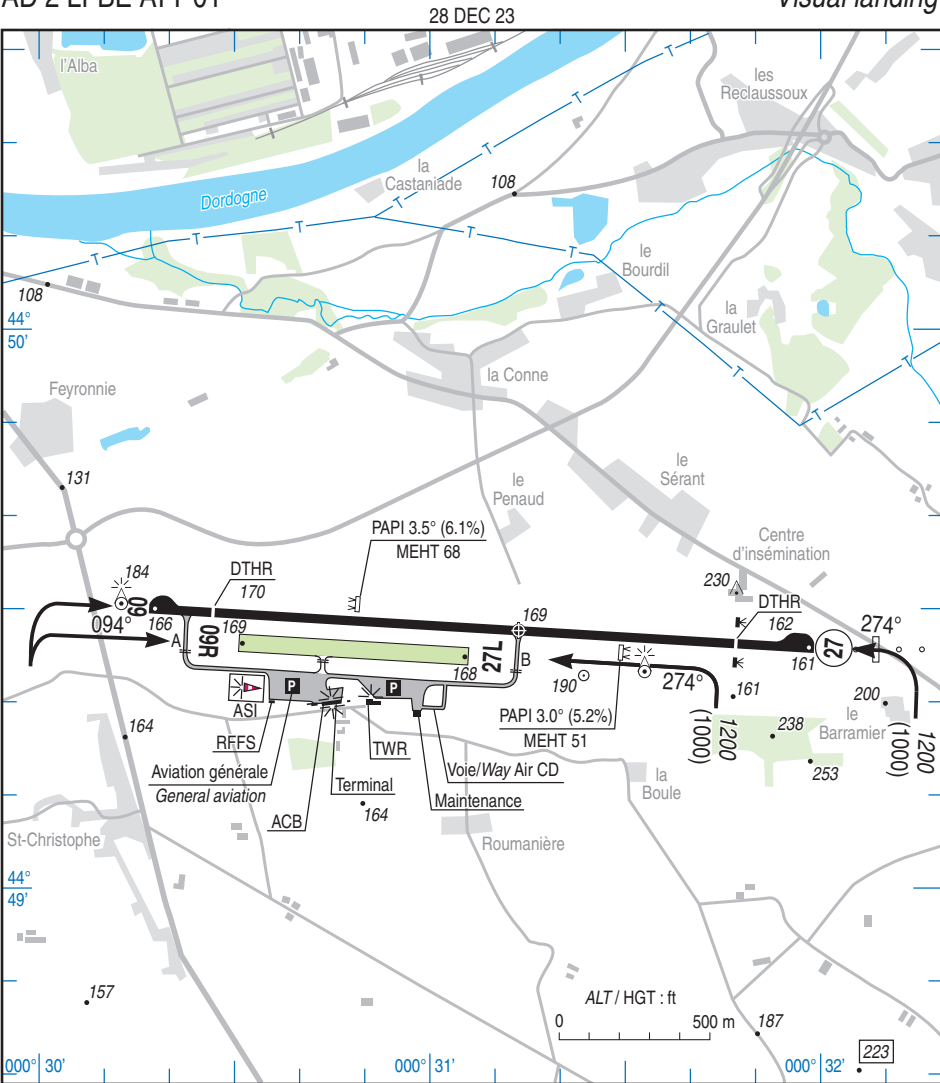 AD 2 LFBE ATT 01
Visual landing
28 DEC 23
l'Alba
les
Reclaussoux
la
Castaniade
108
Dordogne
T T T T T T T T T T T
le
Bourdil
108
la
Graulet
44°
50'
la Conne
Feyronnie
le
Sérant
131
le
Penaud
PAPI 3.5° (6.1%)
MEHT 68
Centre
d'insémination
184
DTHR
170
230
DTHR
162
09
094°
166
169
169
274°
A
09R
27L
B
168
161
27
190
274°
161
200
ASI
P
P
PAPI 3.0° (5.2%)
MEHT 51
1200
(1000)
238
le
Barramier
1200
(1000)
164
RFFS
TWR
253
Aviation générale
General aviation
Terminal
Voie/Way Air CD
la
Boule
ACB
164
Maintenance
St-Christophe
Roumanière
44°
49'
157
ALT / HGT : ft
0 500 m
187
223
000° 30'
000° 31'
000° 32'